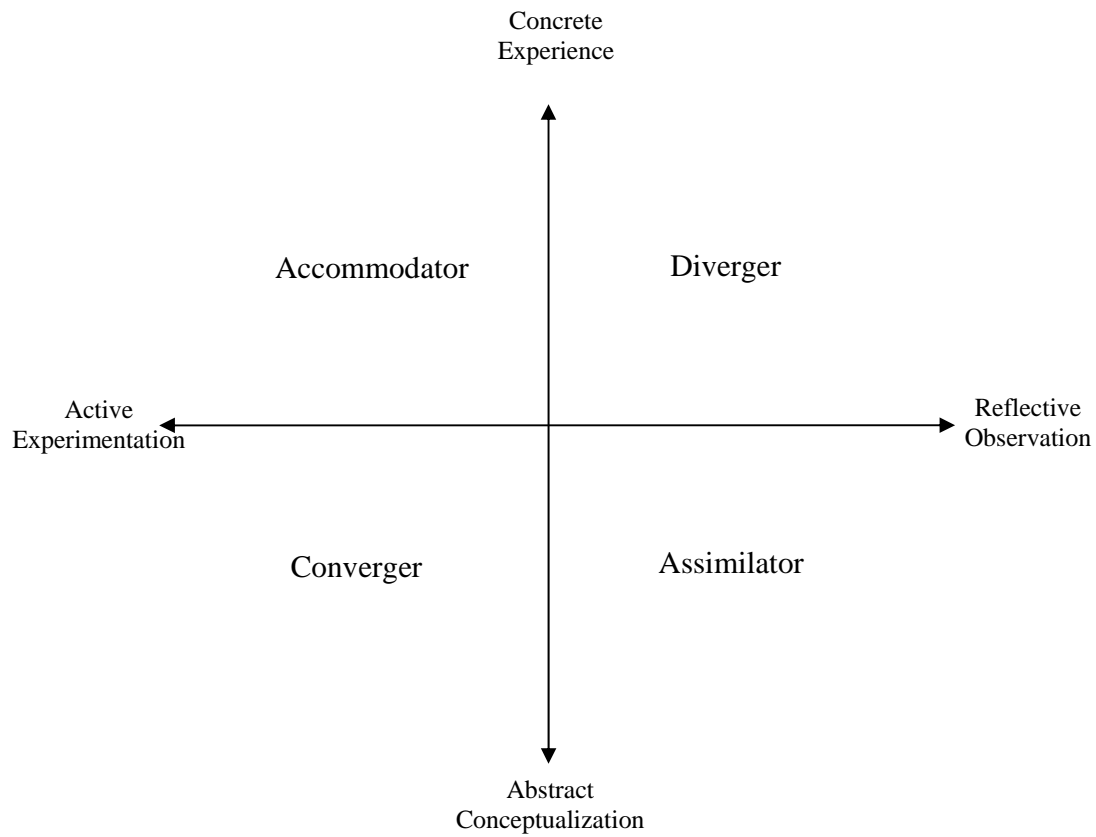 Concrete
Experience
Accommodator
Diverger
Active
Experimentation
Reflective
Observation
Converger
Assimilator
Abstract
Conceptualization